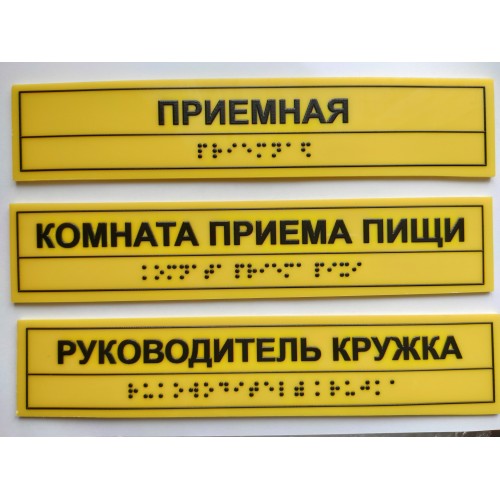 ПРИЕМНАЯ
⠏⠗⠊⠑⠍⠝⠁⠫
КОМНАТА ПРИЕМА ПИЩИ
⠅⠕⠍⠝⠁⠞⠁ ⠏⠗⠊⠑⠍⠁ ⠏⠊⠭⠊
РУКОВОДИТЕЛЬ КРУЖКА
⠗⠥⠅⠕⠺⠕⠙⠊⠞⠑⠇⠾ ⠅⠗⠥⠚⠅⠁